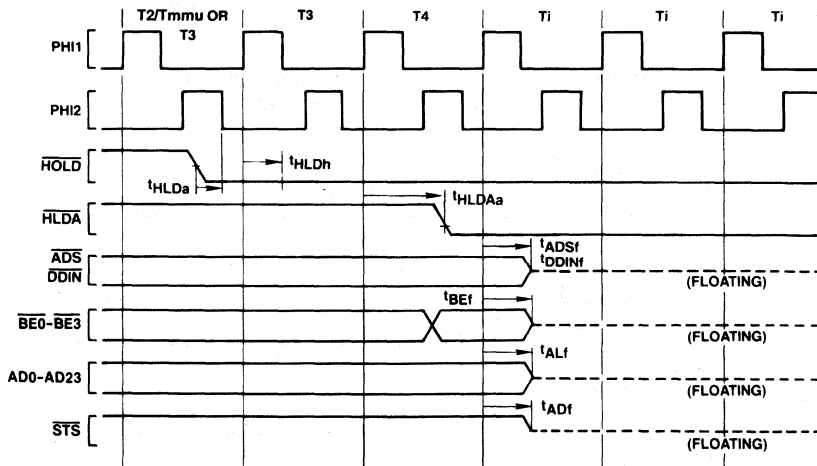 T2/Tmmu OR T3 T3 T4 Ti Ti Ti
PHI1
PHI2
HOLD
tHLDh
tHLDa
tHLDAa
HLDA
tADSf
ADS
tDDINf
DDIN
(FLOATING)
tBEf
BE0-BE3
(FLOATING)
tALf
AD0-AD23
(FLOATING)
tADf
STS
(FLOATING)